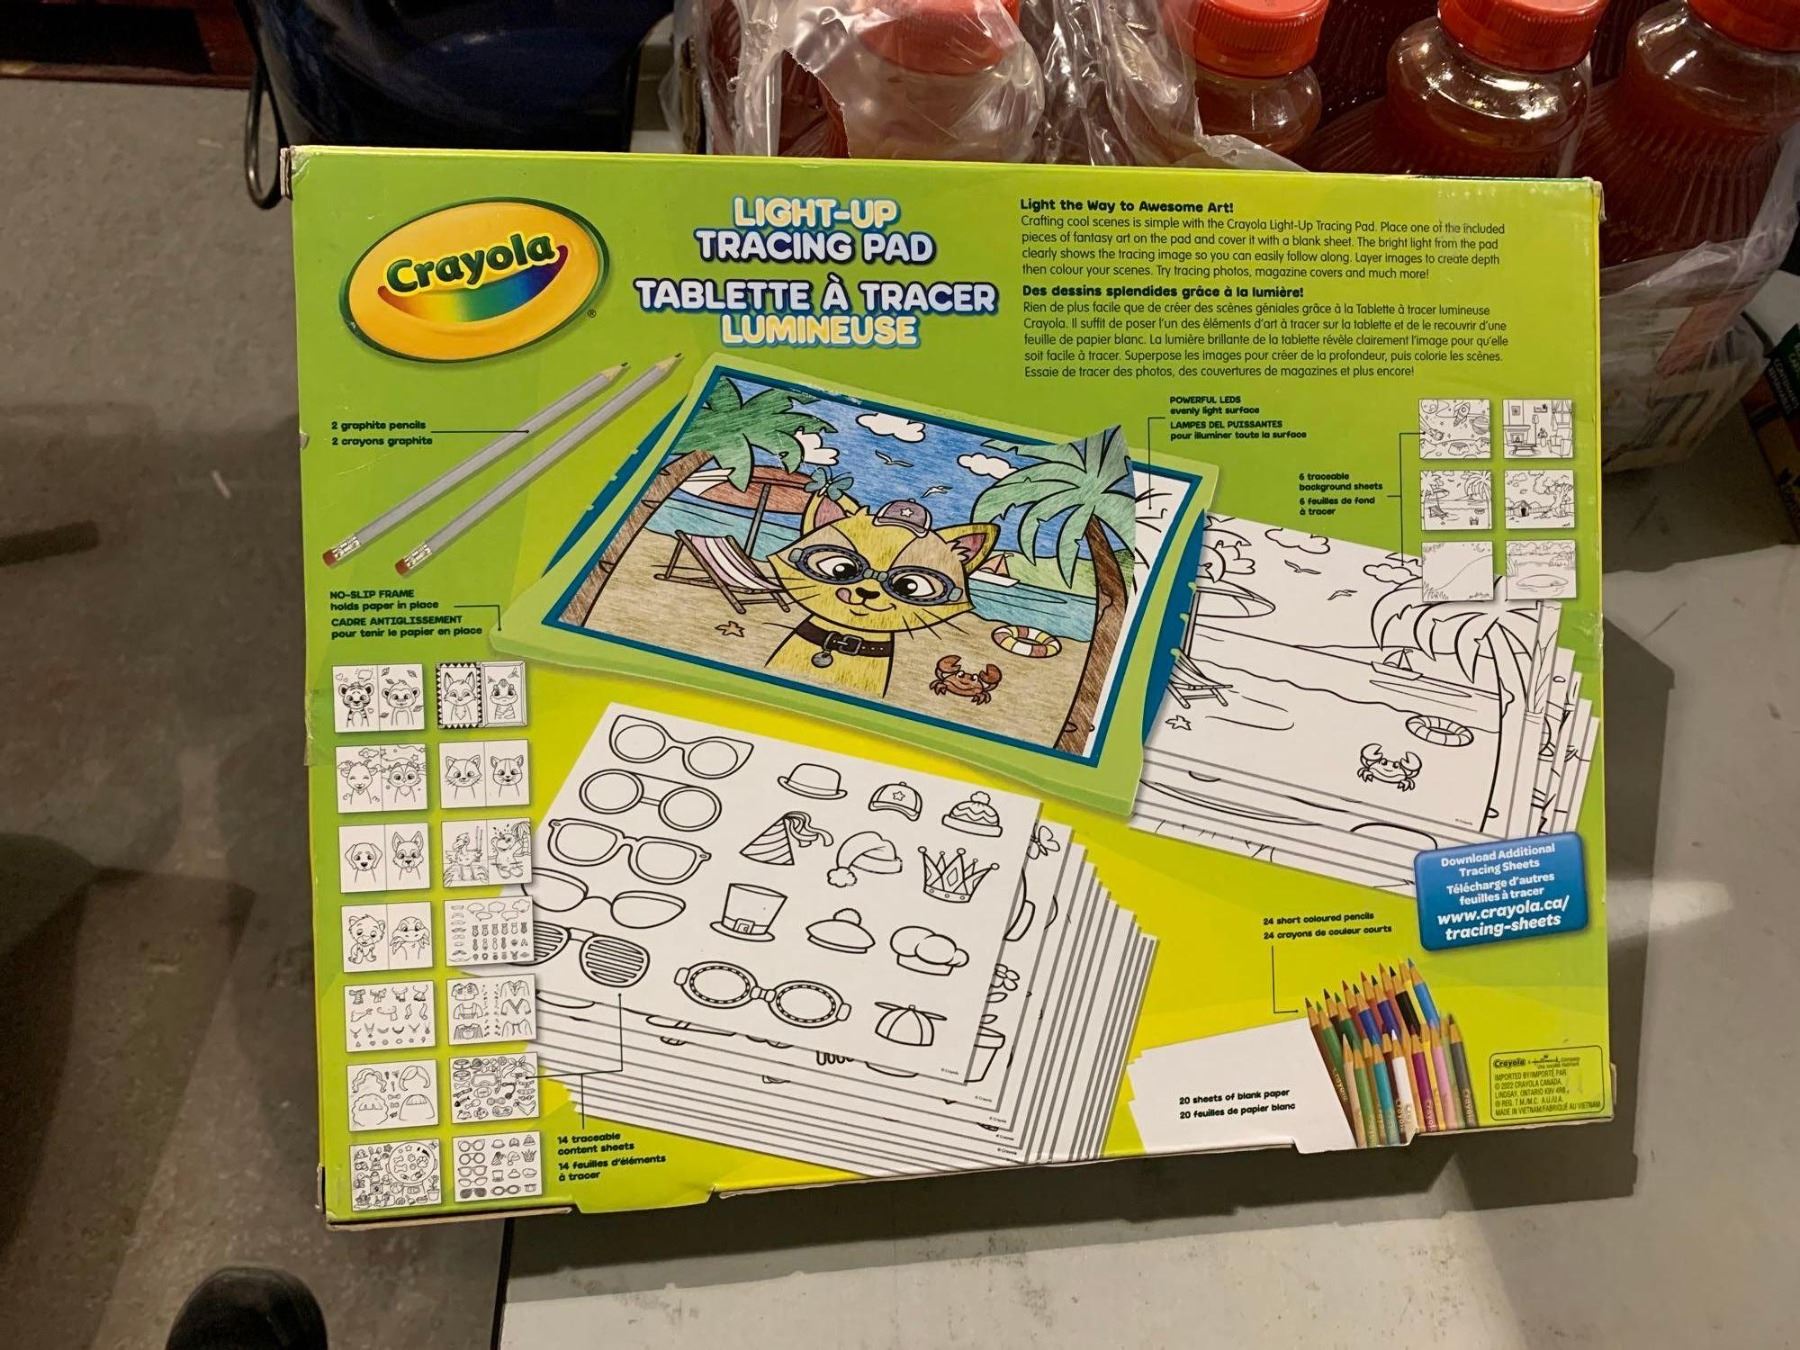 Crayola
®
LIGHT-UP
TRACING PAD
TABLETTE À TRACER
LUMINEUSE
Light the Way to Awesome Art!
Crafting cool scenes is simple with the Crayola Light-Up Tracing Pad. Place one of the included
pieces of fantasy art on the pad and cover it with a blank sheet. The bright light from the pad
clearly shows the tracing image so you can easily follow along. Layer images to create depth
then colour your scenes. Try tracing photos, magazine covers and much more!
Des dessins splendides grâce à la lumière!
Rien de plus facile que de créer des scènes géniales grâce à la Tablette à tracer lumineuse
Crayola. Il suffit de poser l'un des éléments d'art à tracer sur la tablette et de le recouvrir d'une
feuille de papier blanc. La lumière brillante de la tablette révèle clairement l'image pour qu'elle
soit facile à tracer. Superpose les images pour créer de la profondeur, puis colorie les scènes.
Essaie de tracer des photos, des couvertures de magazines et plus encore!
2 graphite pencils
2 crayons graphite
POWERFUL LEDS
evenly light surface
LAMPES DEL PUISSANTES
pour illuminer toute la surface
6 traceable
background sheets
6 feuilles de fond
à tracer
NO-SLIP FRAME
holds paper in place
CADRE ANTIGLISSEMENT
pour tenir le papier en place
Download Additional
Tracing Sheets
Télécharge d'autres
feuilles à tracer
www.crayola.ca/
tracing-sheets
24 short coloured pencils
24 crayons de couleur courts
20 sheets of blank paper
20 feuilles de papier blanc
14 traceable
content sheets
14 feuilles d'éléments
à tracer
Crayola
IMPORTED BY/IMPORTÉ PAR
© 2022 CRAYOLA CANADA,
LINDSAY, ONTARIO
MADE IN VIETNAM/FABRIQUÉ AU VIETNAM